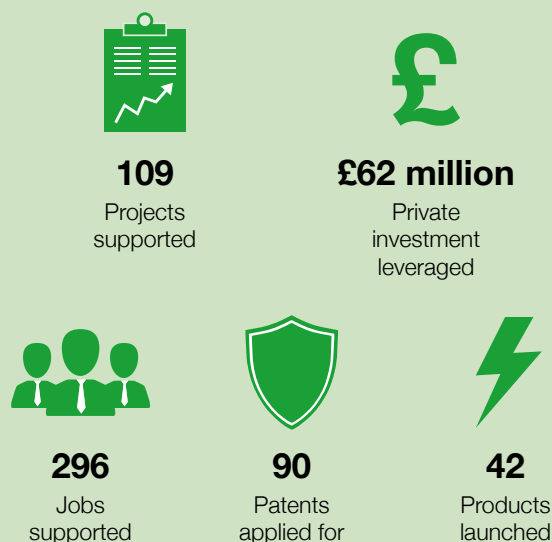 109
Projects
supported
£62 million
Private
investment
leveraged
296
Jobs
supported
90
Patents
applied for
42
Products
launched